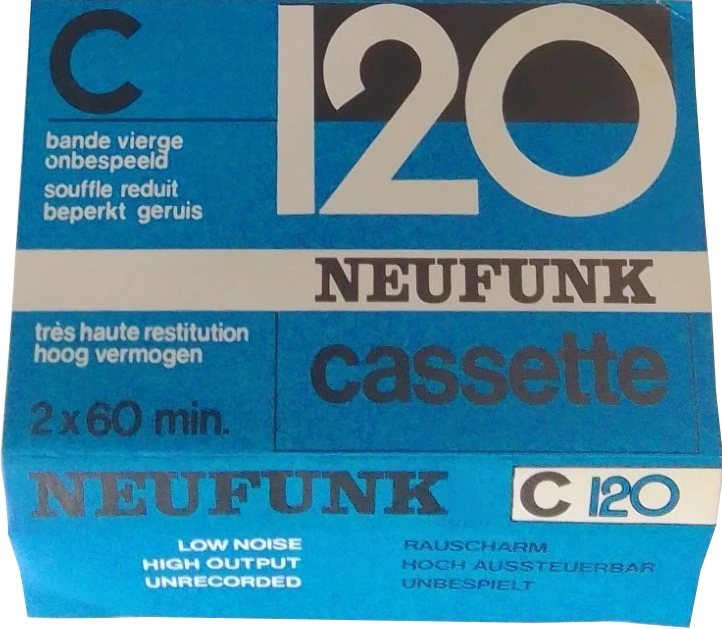 C 120
bande vierge
onbespeeld
souffle reduit
beperkt geruis
NEUFUNK
très haute restitution
hoog vermogen
cassette
2 x 60 min.
NEUFUNK C 120
LOW NOISE
HIGH OUTPUT
UNRECORDED
RAUSCHARM
HOCH AUSSTEUERBAR
UNBESPIELT